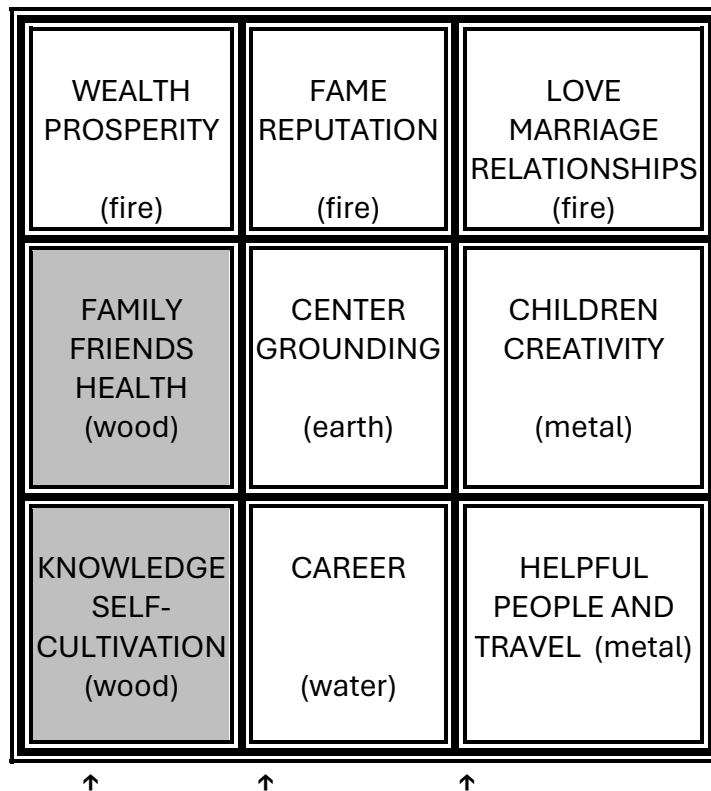 WEALTH
PROSPERITY
(fire)
FAME
REPUTATION
(fire)
LOVE
MARRIAGE
RELATIONSHIPS
(fire)
FAMILY
FRIENDS
HEALTH
(wood)
CENTER
GROUNDING
(earth)
CHILDREN
CREATIVITY
(metal)
KNOWLEDGE
SELF-
CULTIVATION
(wood)
CAREER
(water)
HELPFUL
PEOPLE AND
TRAVEL (metal)
↑ ↑ ↑